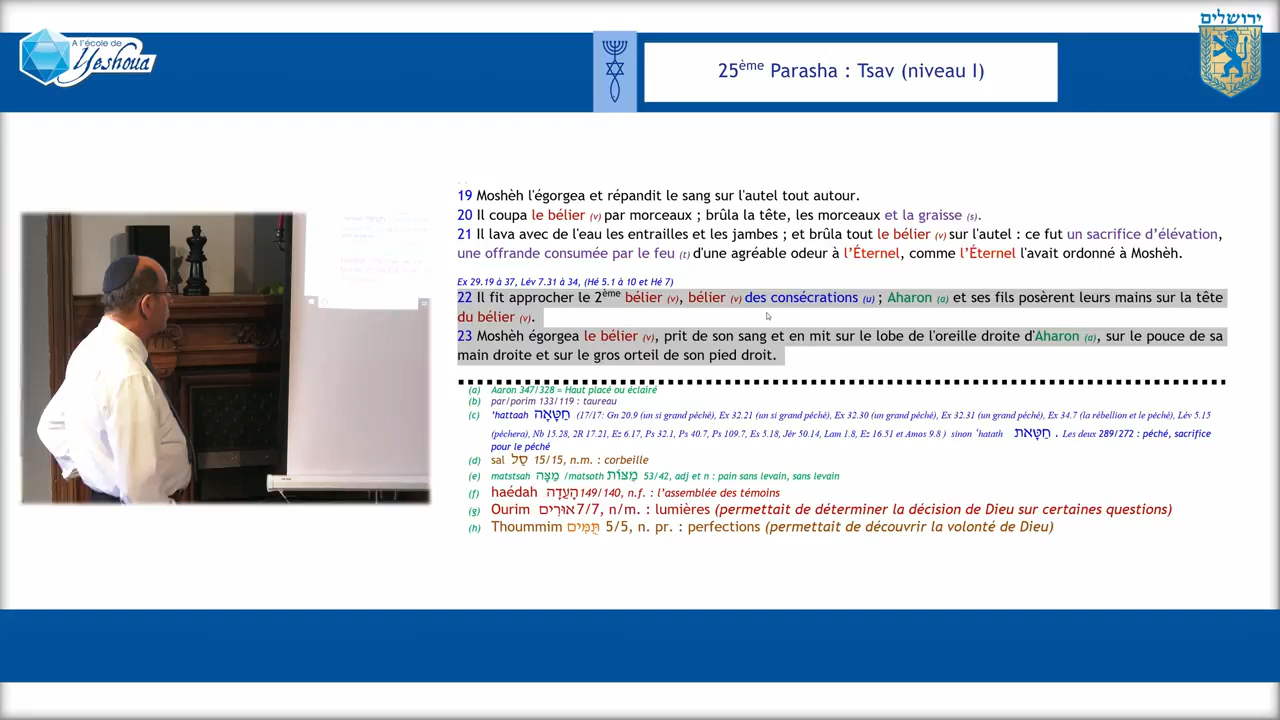 A l'école de
Yeshoua
25ème Parasha : Tsav (niveau I)
ירושלים
19 Moshèh l'égorgea et répandit le sang sur l'autel tout autour.
20 Il coupa le bélier (v) par morceaux ; brûla la tête, les morceaux et la graisse (s).
21 Il lava avec de l'eau les entrailles et les jambes ; et brûla tout le bélier (v) sur l'autel : ce fut un sacrifice d’élévation,
une offrande consumée par le feu (t) d'une agréable odeur à l’Éternel, comme l’Éternel l'avait ordonné à Moshèh.
Ex 29.19 à 37, Lév 7.31 à 34, (Hé 5.1 à 10 et Hé 7)
22 Il fit approcher le 2ème bélier (v), bélier (v) des consécrations (u) ; Aharon (a) et ses fils posèrent leurs mains sur la tête
du bélier (v).
23 Moshèh égorgea le bélier (v), prit de son sang et en mit sur le lobe de l'oreille droite d'Aharon (a), sur le pouce de sa
main droite et sur le gros orteil de son pied droit.
(a) Aaron 347/328 = Haut placé ou éclairé
(b) par/porim 133/119 : taureau
(c) ’hattaah חַטָּאָה (17/17: Gn 20.9 (un si grand péché), Ex 32.21 (un si grand péché), Ex 32.30 (un grand péché), Ex 32.31 (un grand péché), Ex 34.7 (la rébellion et le péché), Lév 5.15
(péchera), Nb 15.28, 2R 17.21, Ez 6.17, Ps 32.1, Ps 40.7, Ps 109.7, Es 5.18, Jér 50.14, Lam 1.8, Ez 16.51 et Amos 9.8 ) sinon ’hatath חַטָּאת . Les deux 289/272 : péché, sacrifice
pour le péché
(d) sal סַל 15/15, n.m. : corbeille
(e) matstsah מַצָּה /matsoth מַצּוֹת 53/42, adj et n : pain sans levain, sans levain
(f) haédah הָעֵדָה 149/140, n.f. : l’assemblée des témoins
(g) Ourim אוּרִים 7/7, n/m. : lumières (permettait de déterminer la décision de Dieu sur certaines questions)
(h) Thoummim תֻּמִּים 5/5, n. pr. : perfections (permettait de découvrir la volonté de Dieu)